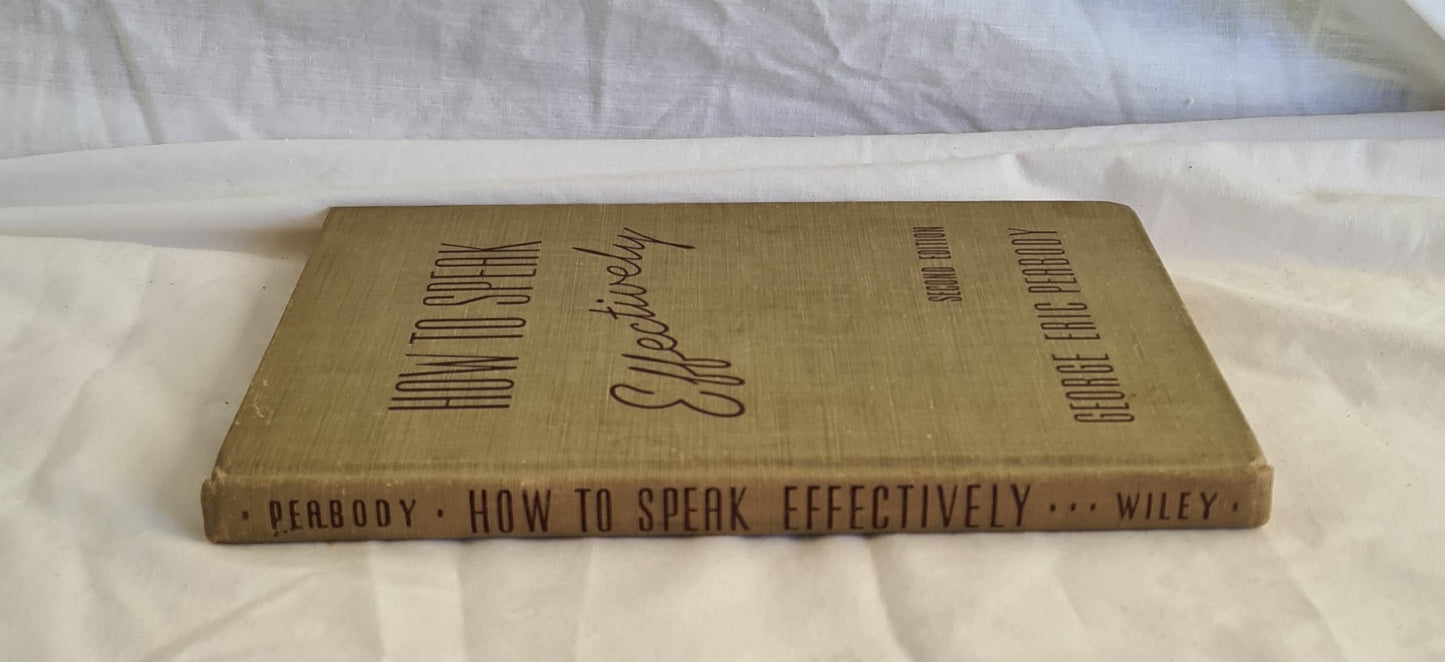 HOW TO SPEAK
Effectively
SECOND EDITION
GEORGE ERIC PEABODY
· PEABODY · HOW TO SPEAK EFFECTIVELY ··· WILEY ·